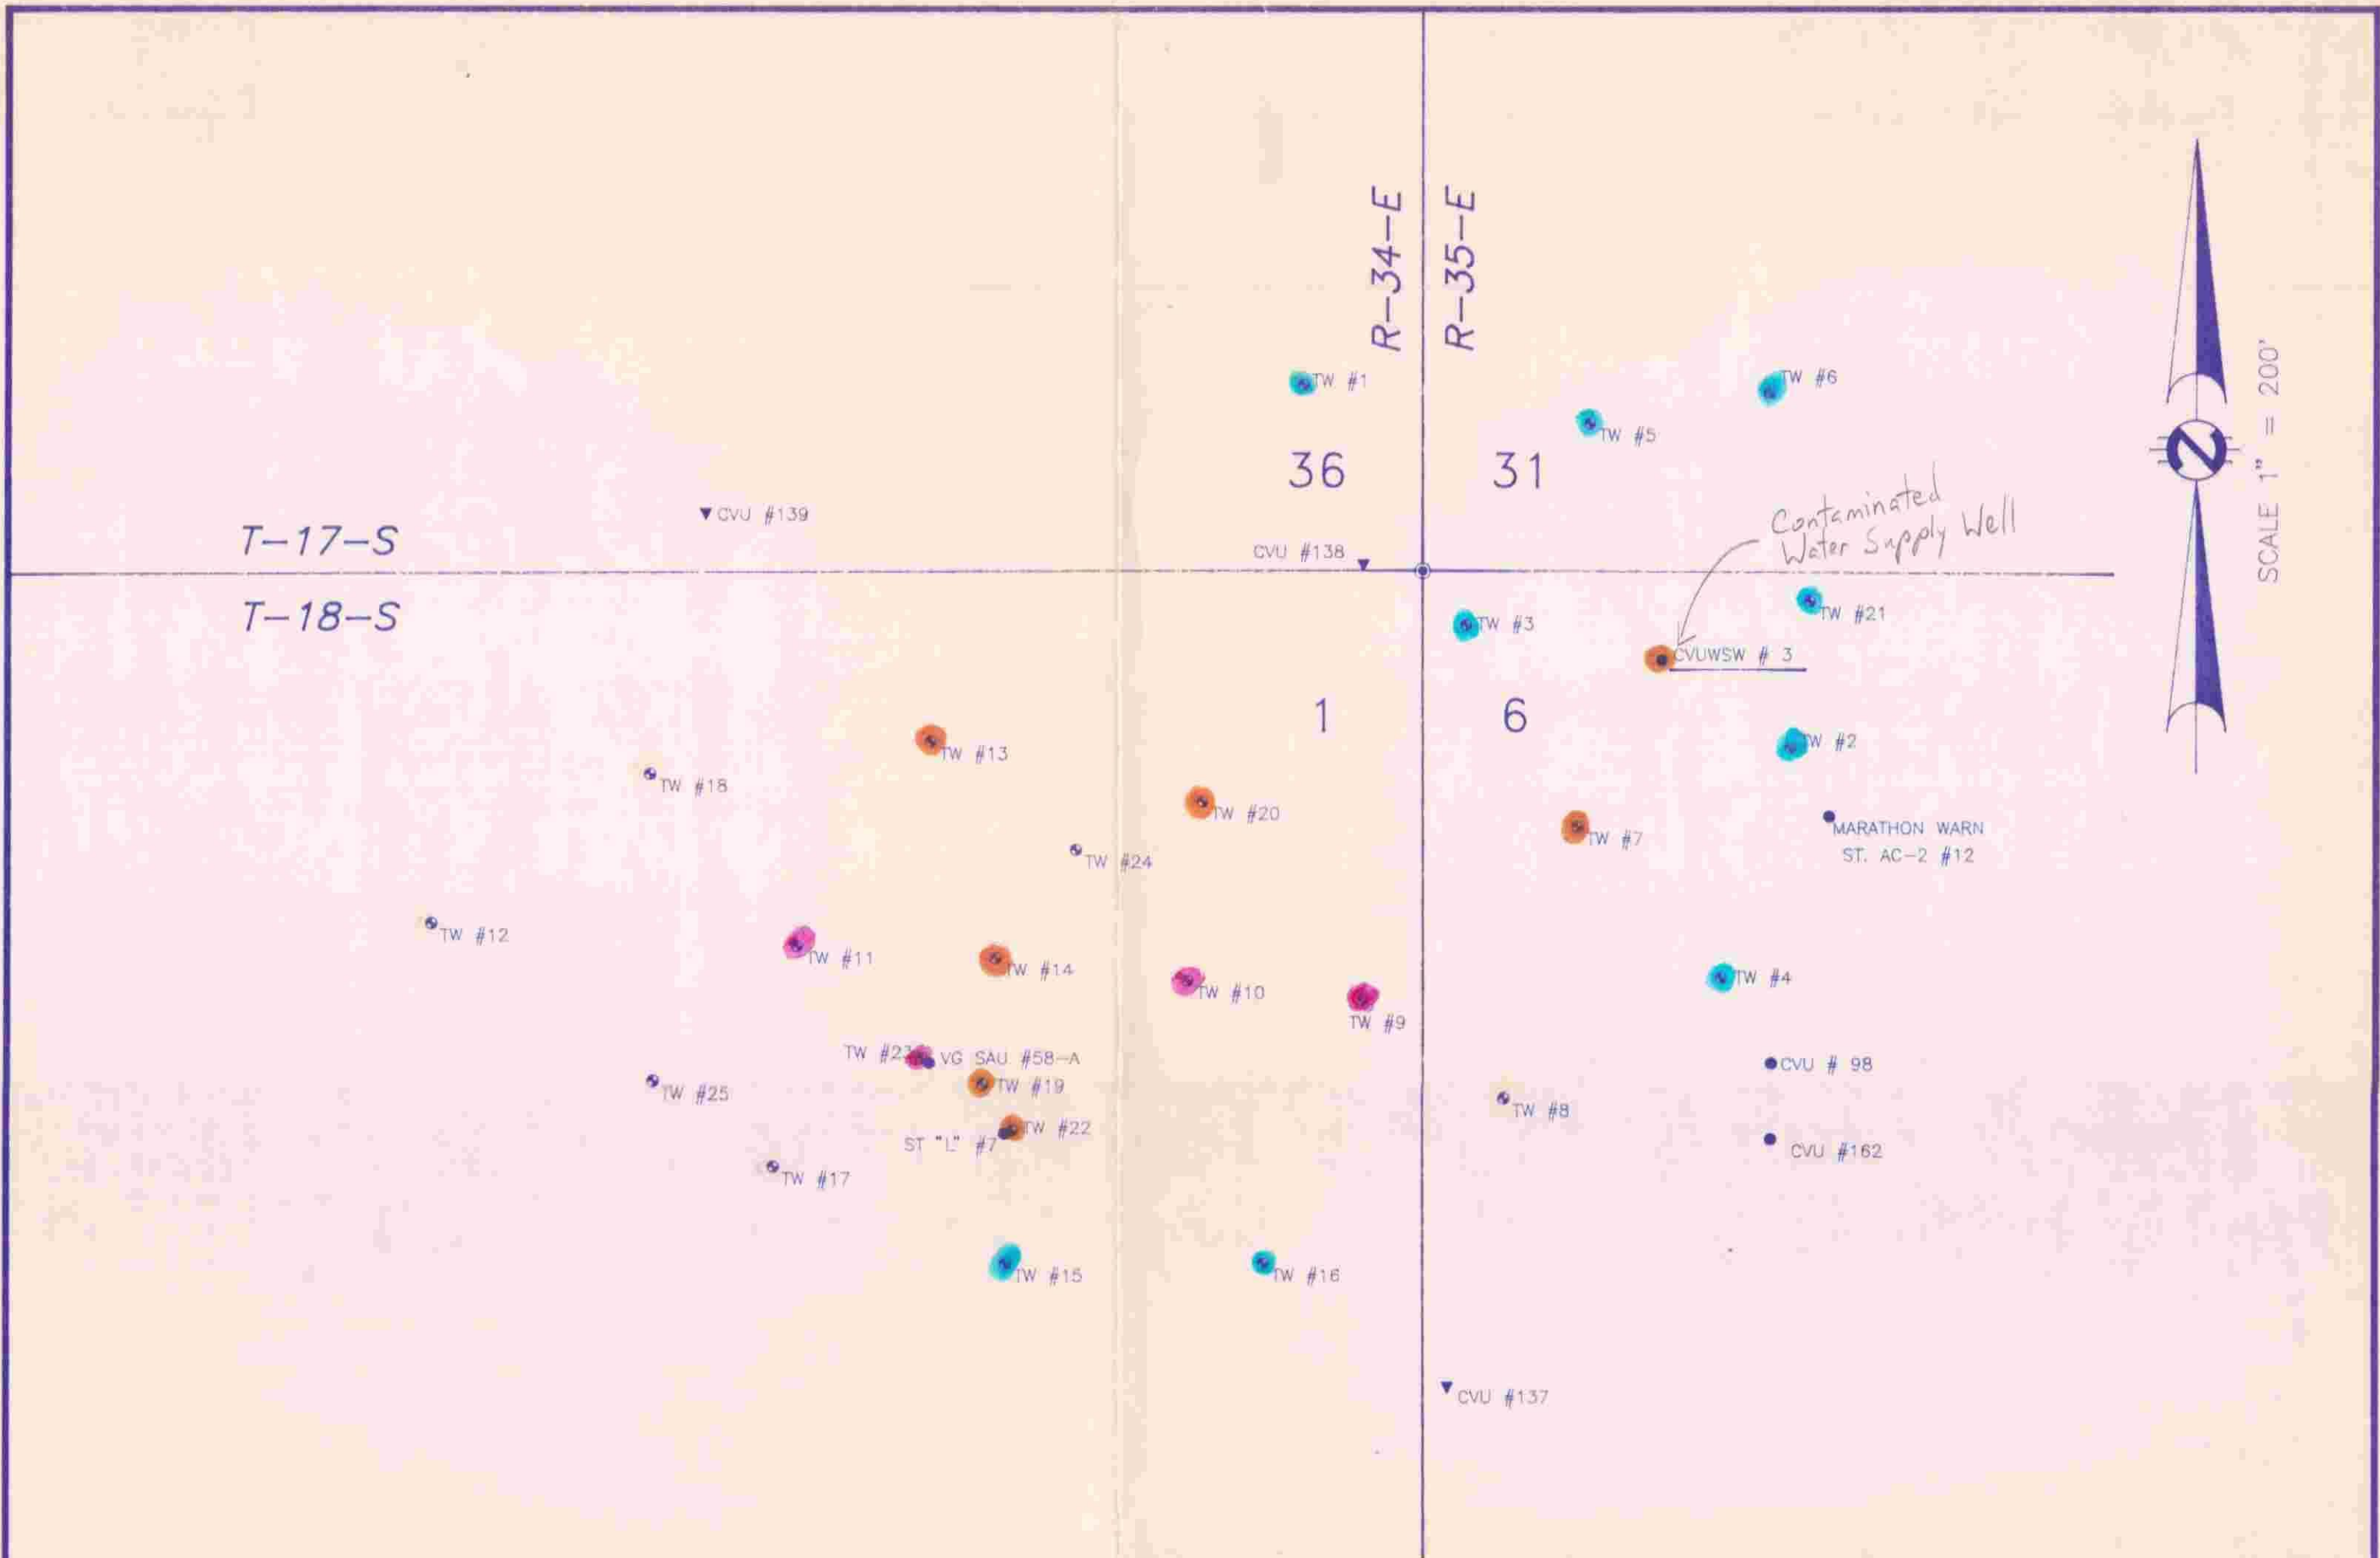 R-34-E
R-35-E
TW #1
TW #6
TW #5
36
31
SCALE 1" = 200'
Contaminated
Water Supply Well
T-17-S
CVU #139
CVU #138
T-18-S
TW #3
TW #21
CVUWSW # 3
1
6
TW #13
TW #2
TW #18
TW #20
TW #7
MARATHON WARN
ST. AC-2 #12
TW #24
TW #12
TW #11
TW #14
TW #10
TW #9
TW #4
TW #23
VG SAU #58-A
CVU # 98
TW #25
TW #19
TW #8
TW #22
ST "L" #7
CVU #162
TW #17
TW #15
TW #16
CVU #137
N